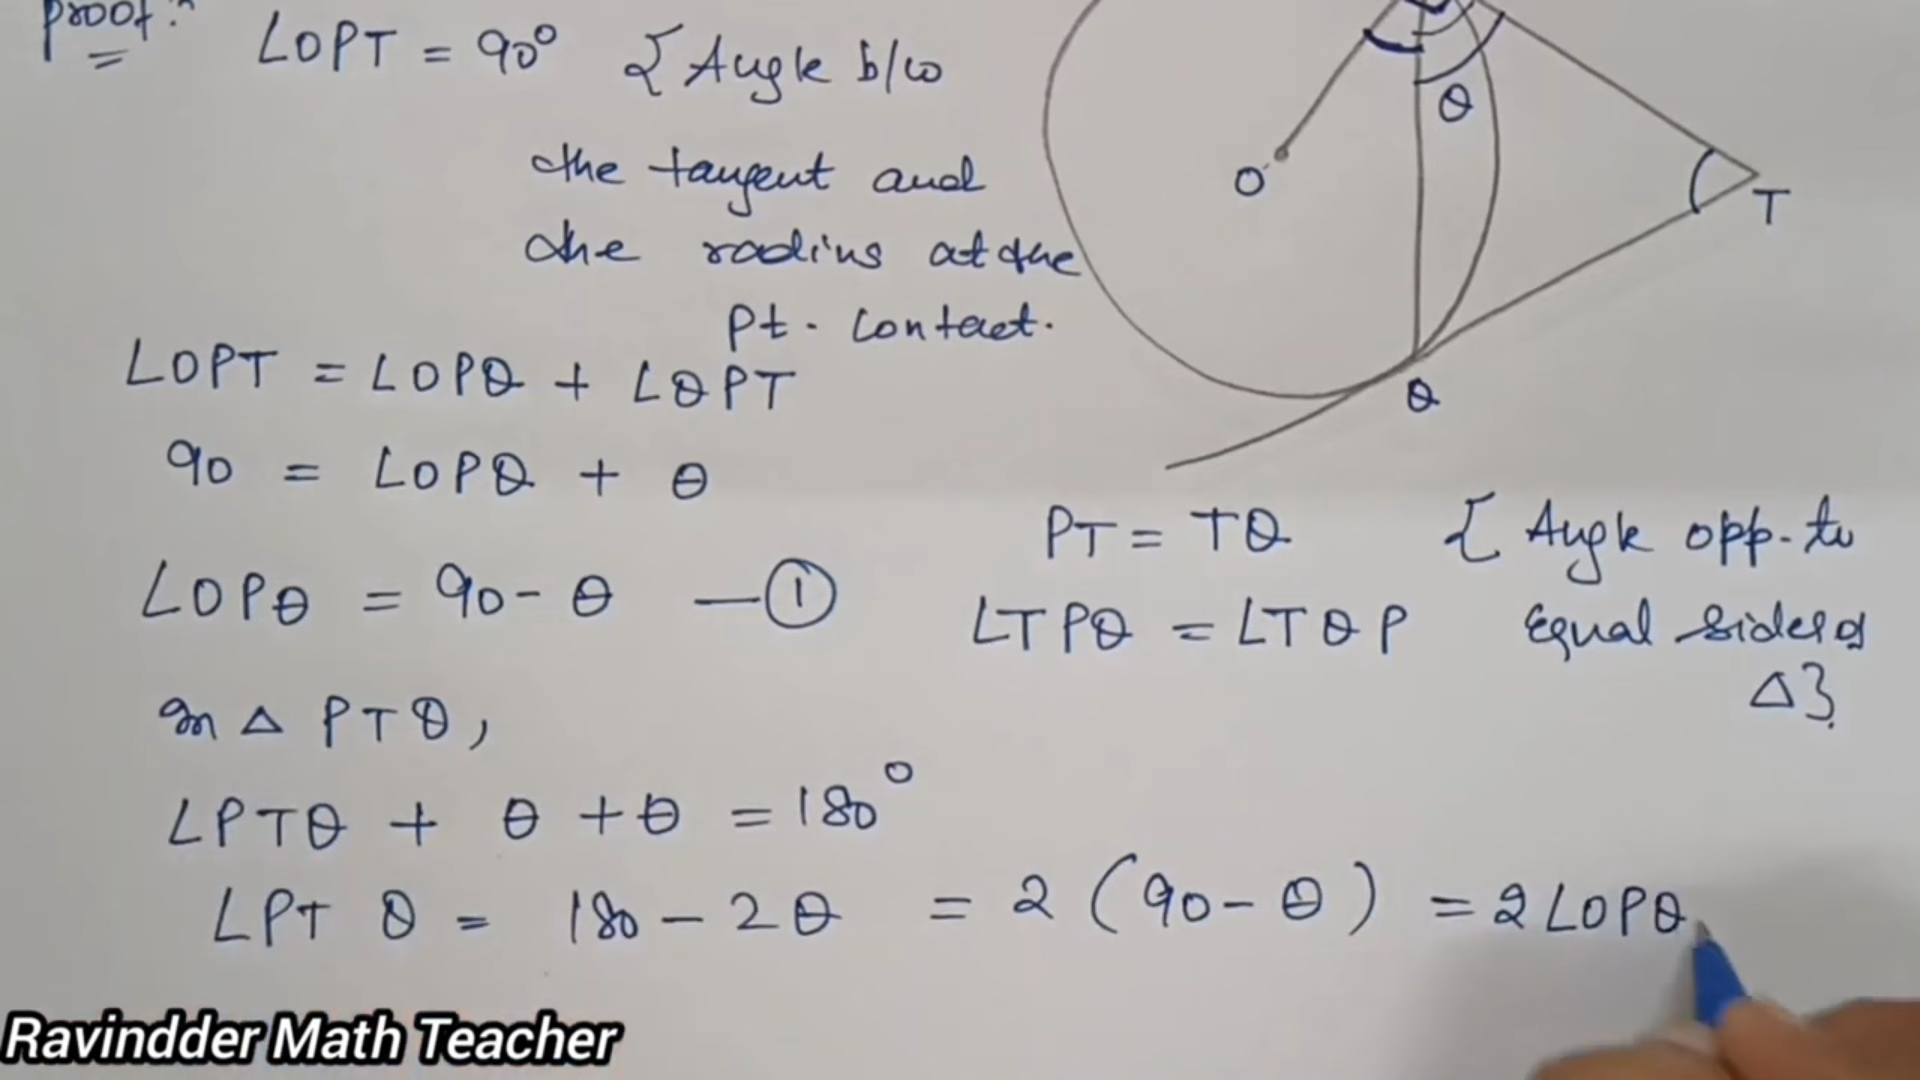 Proof:
∠OPT = 90° { Angle b/w
the tangent and
the radius at the
Pt. Contact.
∠OPT = ∠OPQ + ∠QPT
90 = ∠OPQ + θ
∠OPQ = 90 - θ — ①
In Δ PTQ,
∠PTQ + θ + θ = 180°
∠PTQ = 180 - 2θ = 2 (90 - θ) = 2∠OPQ
θ
O
T
Q
PT = TQ { Angle opp. to
∠TPQ = ∠TQP Equal sides of
Δ}
Ravindder Math Teacher